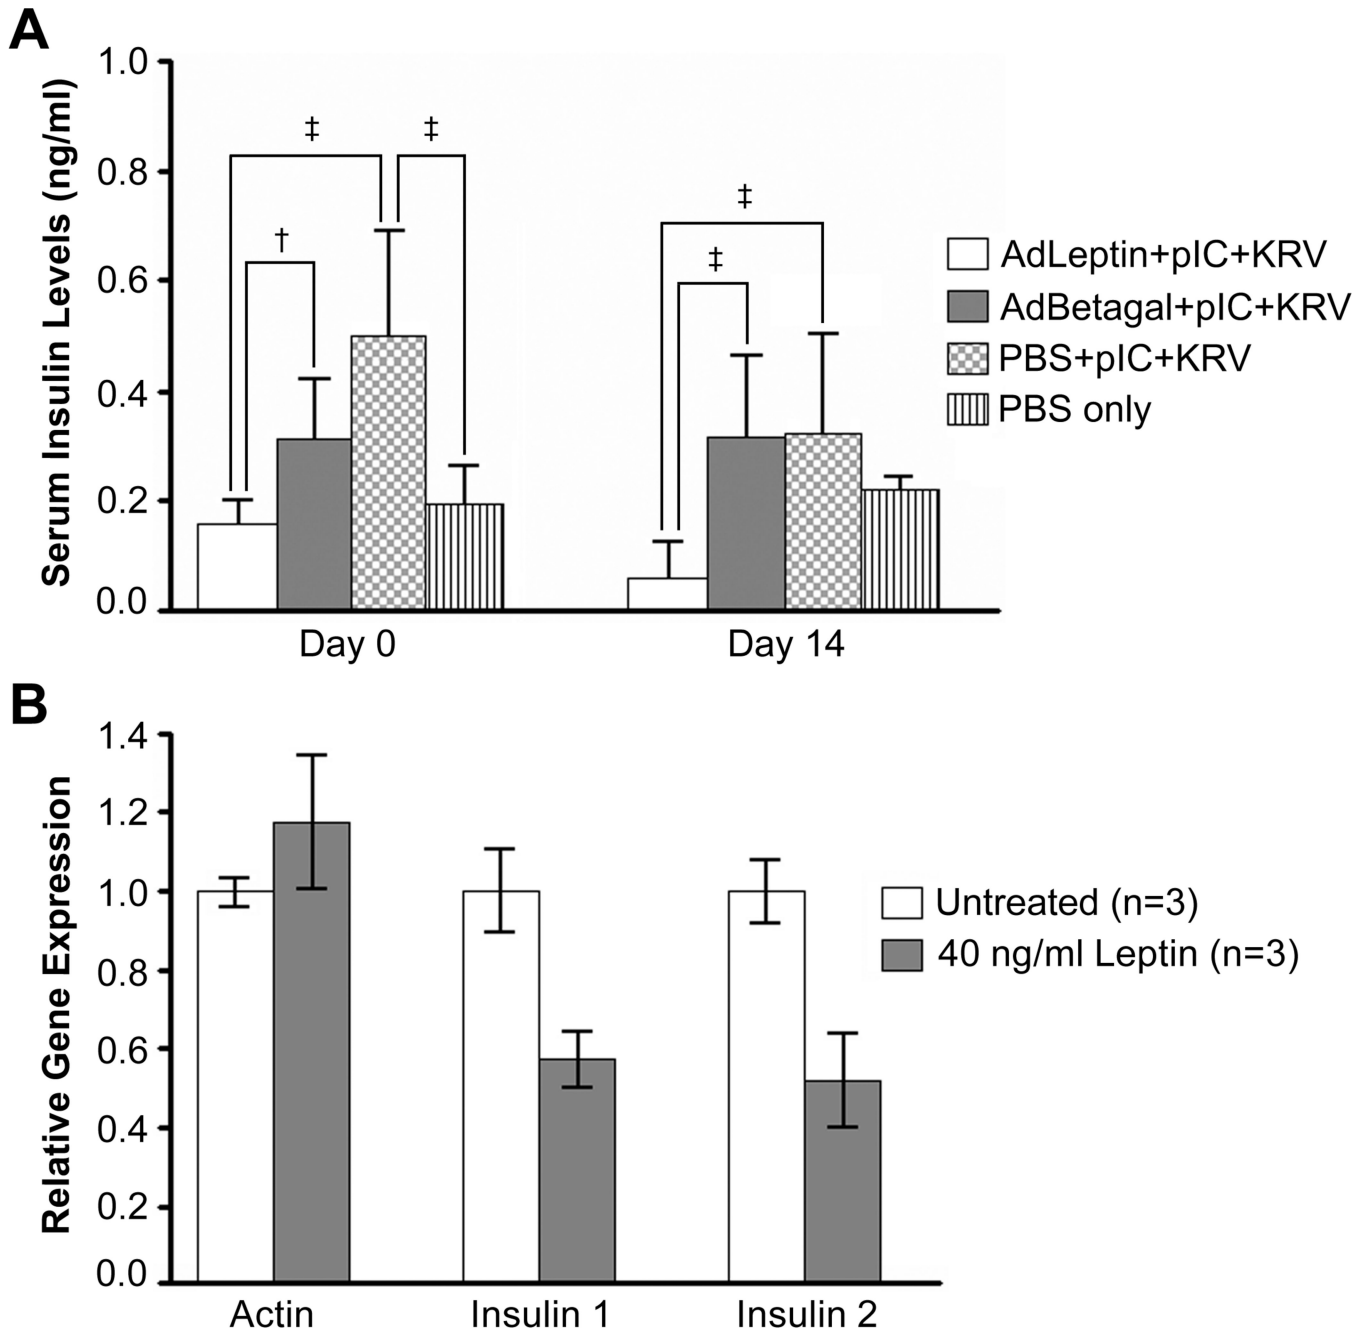 A
Serum Insulin Levels (ng/ml)
1.0
0.8
0.6
0.4
0.2
0.0
‡ ‡
†
‡
‡
Day 0 Day 14
AdLeptin+pIC+KRV
AdBetagal+pIC+KRV
PBS+pIC+KRV
PBS only
B
Relative Gene Expression
1.4
1.2
1.0
0.8
0.6
0.4
0.2
0.0
Actin Insulin 1 Insulin 2
Untreated (n=3)
40 ng/ml Leptin (n=3)